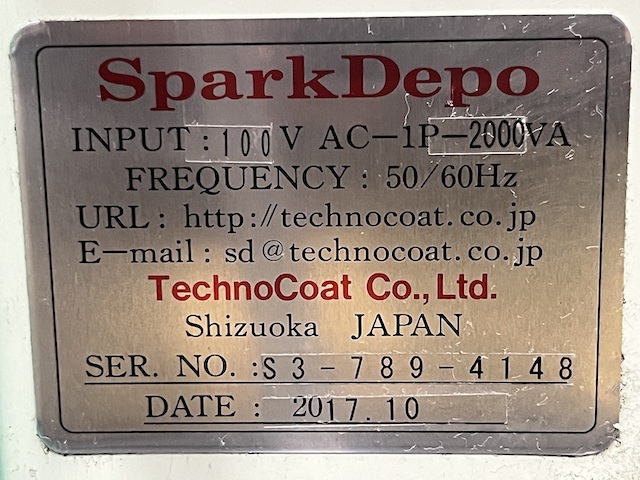 SparkDepo
INPUT : 100 V AC-1P-2000VA
FREQUENCY : 50/60Hz
URL : http://technocoat.co.jp
E-mail : sd@technocoat.co.jp
TechnoCoat Co., Ltd.
Shizuoka JAPAN
SER. NO. : S3-789-4148
DATE : 2017.10